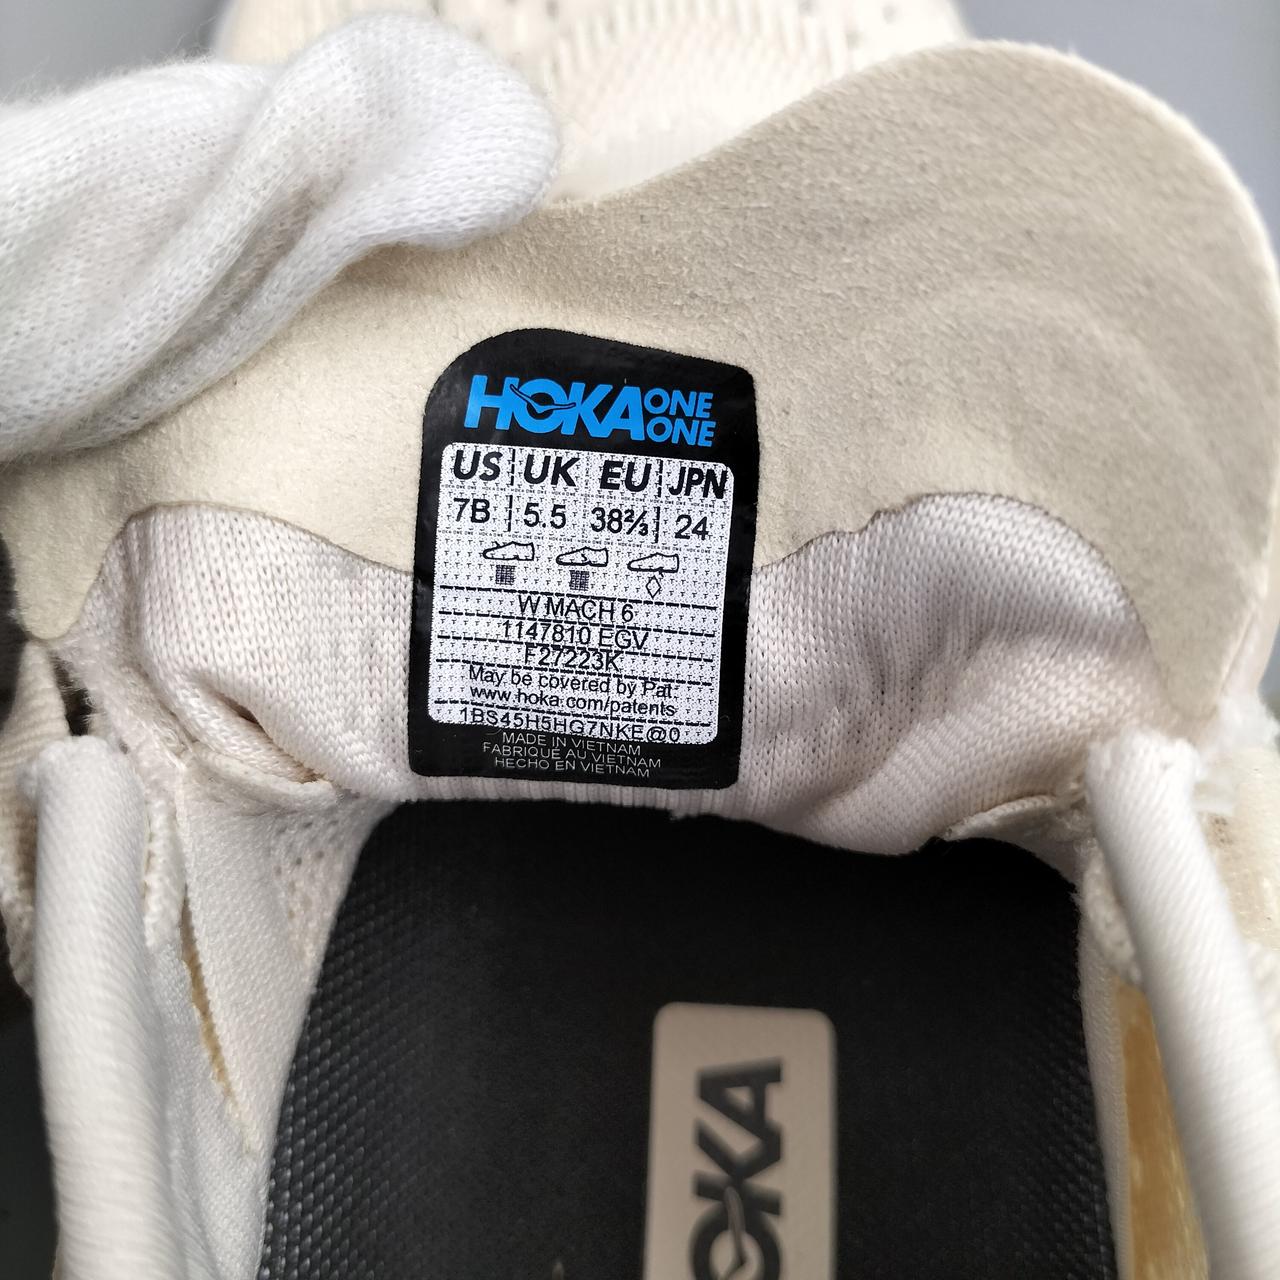 HOKA ONE ONE
US UK EU JPN
7B 5.5 38⅔ 24
W MACH 6
1147810 EGV
F27223K
May be covered by Pat.
www.hoka.com/patents
1BS45H5HG7NKE@0
MADE IN VIETNAM
FABRIQUÉ AU VIETNAM
HECHO EN VIETNAM
HOKA